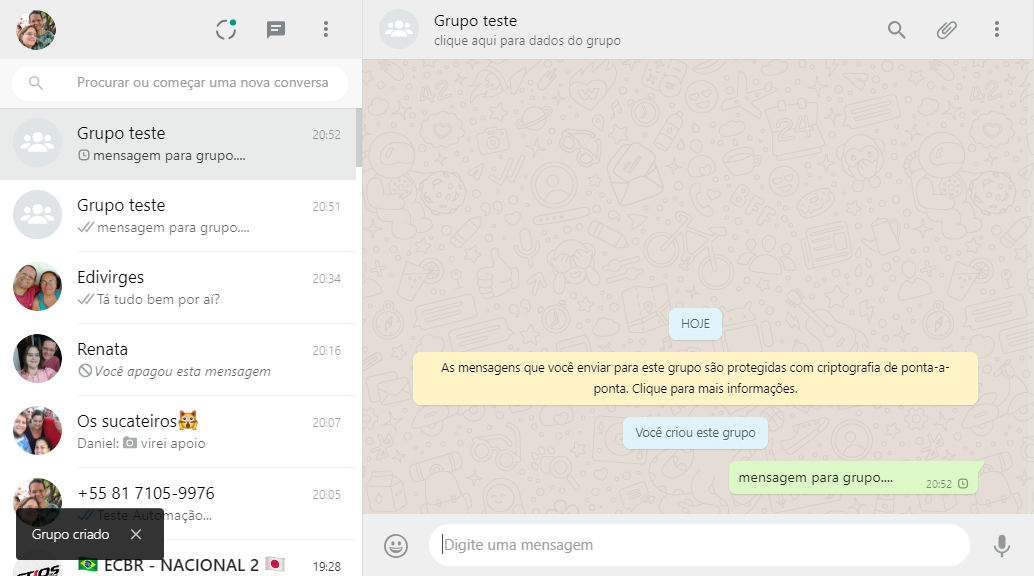 Procurar ou começar uma nova conversa
Grupo teste
20:52
mensagem para grupo....
Grupo teste
20:51
mensagem para grupo....
Edivirges
20:34
Tá tudo bem por aí?
Renata
20:16
Você apagou esta mensagem
Os sucateiros😿
20:07
Daniel: 📷 virei apoio
+55 81 7105-9976
20:05
Teste Automação...
Grupo criado ✕
🇧🇷 ECBR - NACIONAL 2 🇯🇵
19:28
Grupo teste
clique aqui para dados do grupo
HOJE
As mensagens que você enviar para este grupo são protegidas com criptografia de ponta-a-
ponta. Clique para mais informações.
Você criou este grupo
mensagem para grupo....
20:52
Digite uma mensagem